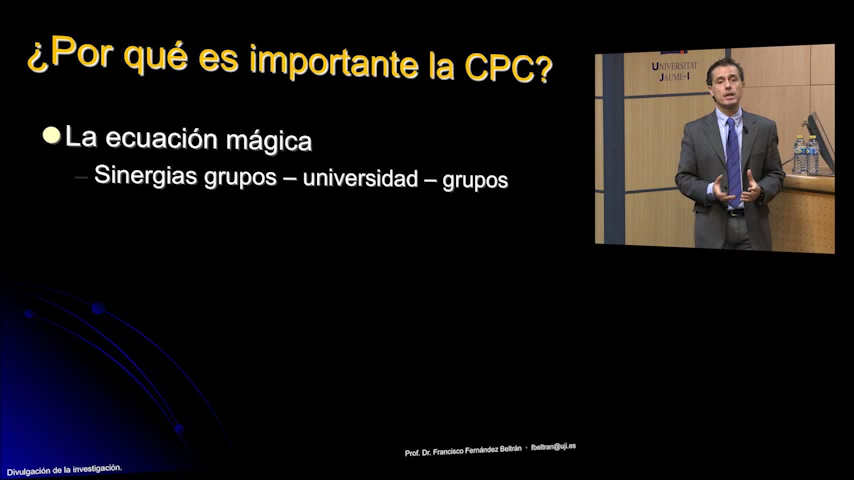 ¿Por qué es importante la CPC?
La ecuación mágica
– Sinergias grupos – universidad – grupos
UNIVERSITAT
JAUME·I
Prof. Dr. Francisco Fernández Beltrán · fbeltran@uji.es
Divulgación de la investigación.